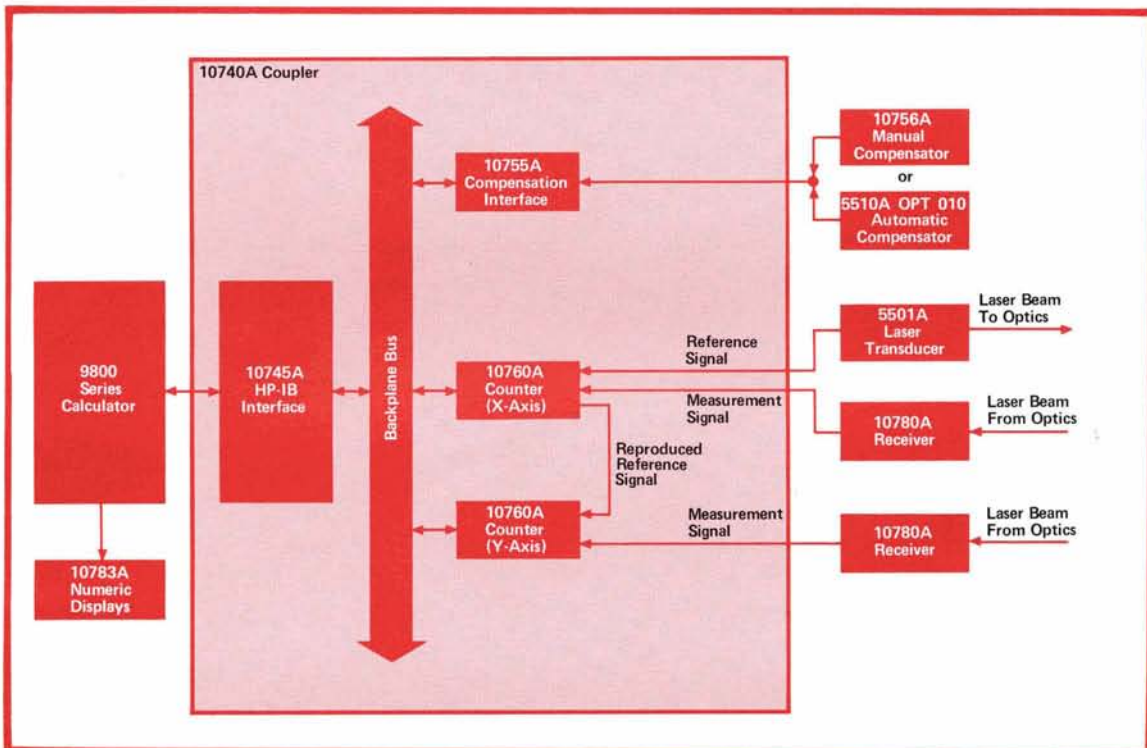 10740A Coupler
10756A
Manual
Compensator
or
5510A OPT 010
Automatic
Compensator
10755A
Compensation
Interface
Backplane Bus
9800
Series
Calculator
10745A
HP-IB
Interface
10760A
Counter
(X-Axis)
Reference
Signal
5501A
Laser
Transducer
Laser Beam
To Optics
Measurement
Signal
10780A
Receiver
Laser Beam
From Optics
Reproduced
Reference
Signal
10760A
Counter
(Y-Axis)
Measurement
Signal
10780A
Receiver
Laser Beam
From Optics
10783A
Numeric
Displays